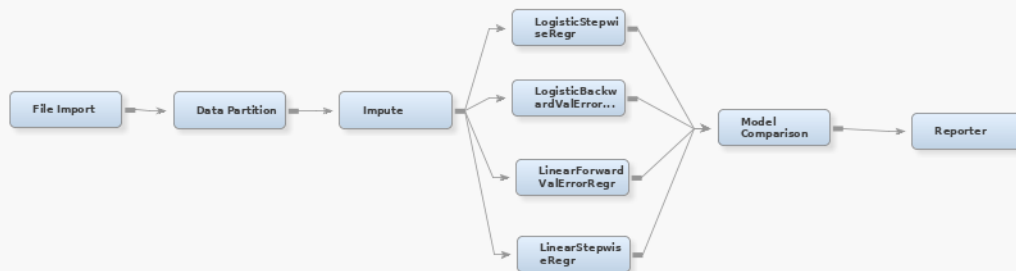 File Import
Data Partition
Impute
LogisticStepwi
seRegr
LogisticBackw
ardValError...
LinearForward
ValErrorRegr
LinearStepwis
eRegr
Model
Comparison
Reporter